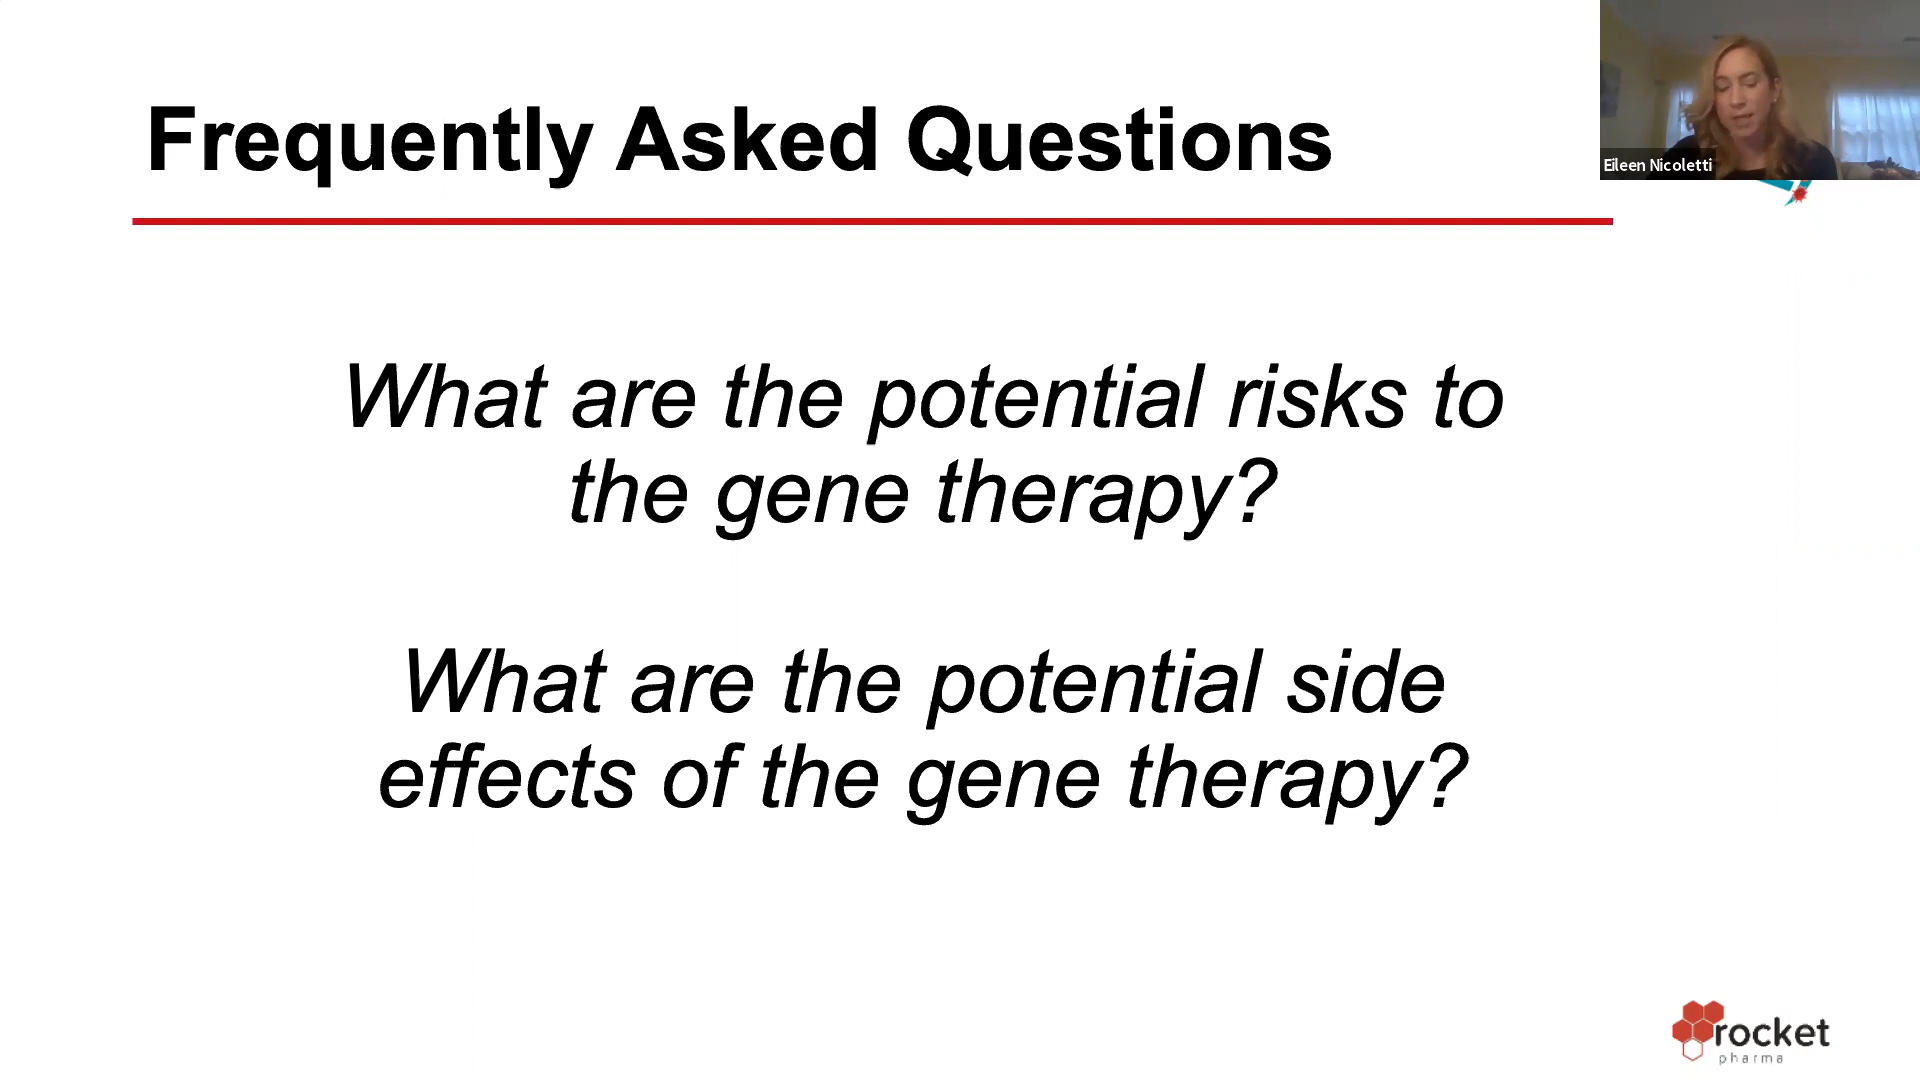 Frequently Asked Questions
Eileen Nicoletti
What are the potential risks to
the gene therapy?
What are the potential side
effects of the gene therapy?
rocket
pharma